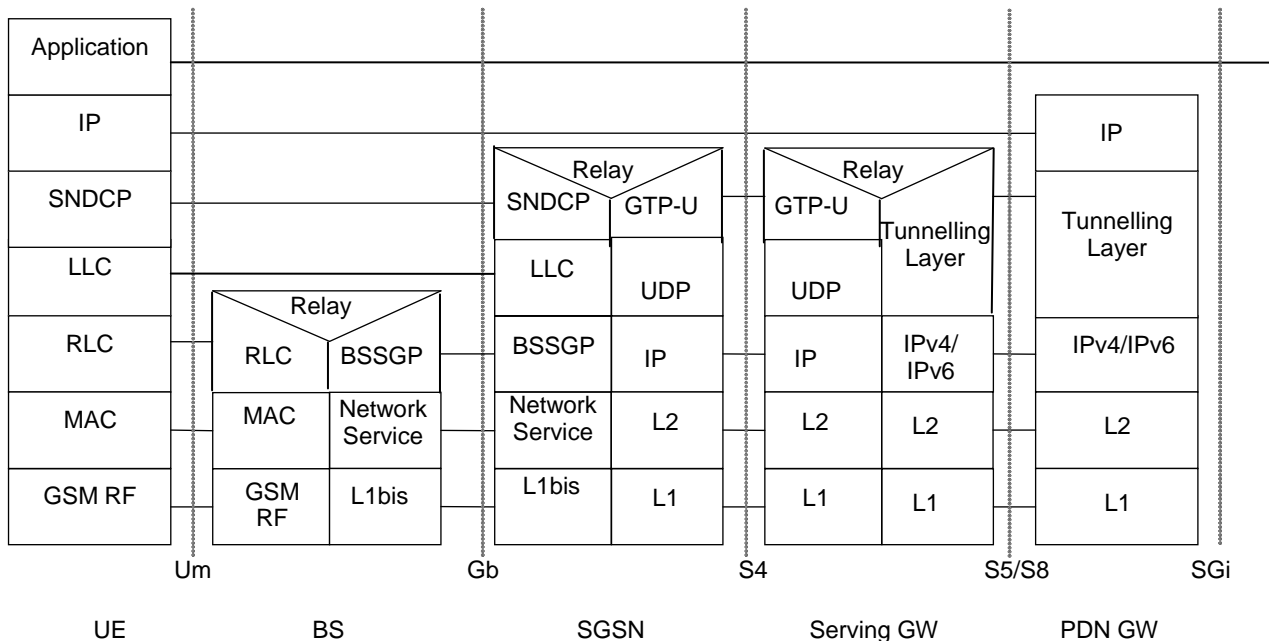 Application
IP
IP
Relay
Relay
SNDCP
SNDCP
GTP-U
GTP-U
Tunnelling
Layer
Tunnelling
Layer
LLC
LLC
UDP
UDP
Relay
RLC
RLC
BSSGP
BSSGP
IP
IP
IPv4/
IPv6
IPv4/IPv6
MAC
MAC
Network
Service
Network
Service
L2
L2
L2
L2
GSM RF
GSM
RF
L1bis
L1bis
L1
L1
L1
L1
Um
Gb
S4
S5/S8
SGi
UE
BS
SGSN
Serving GW
PDN GW